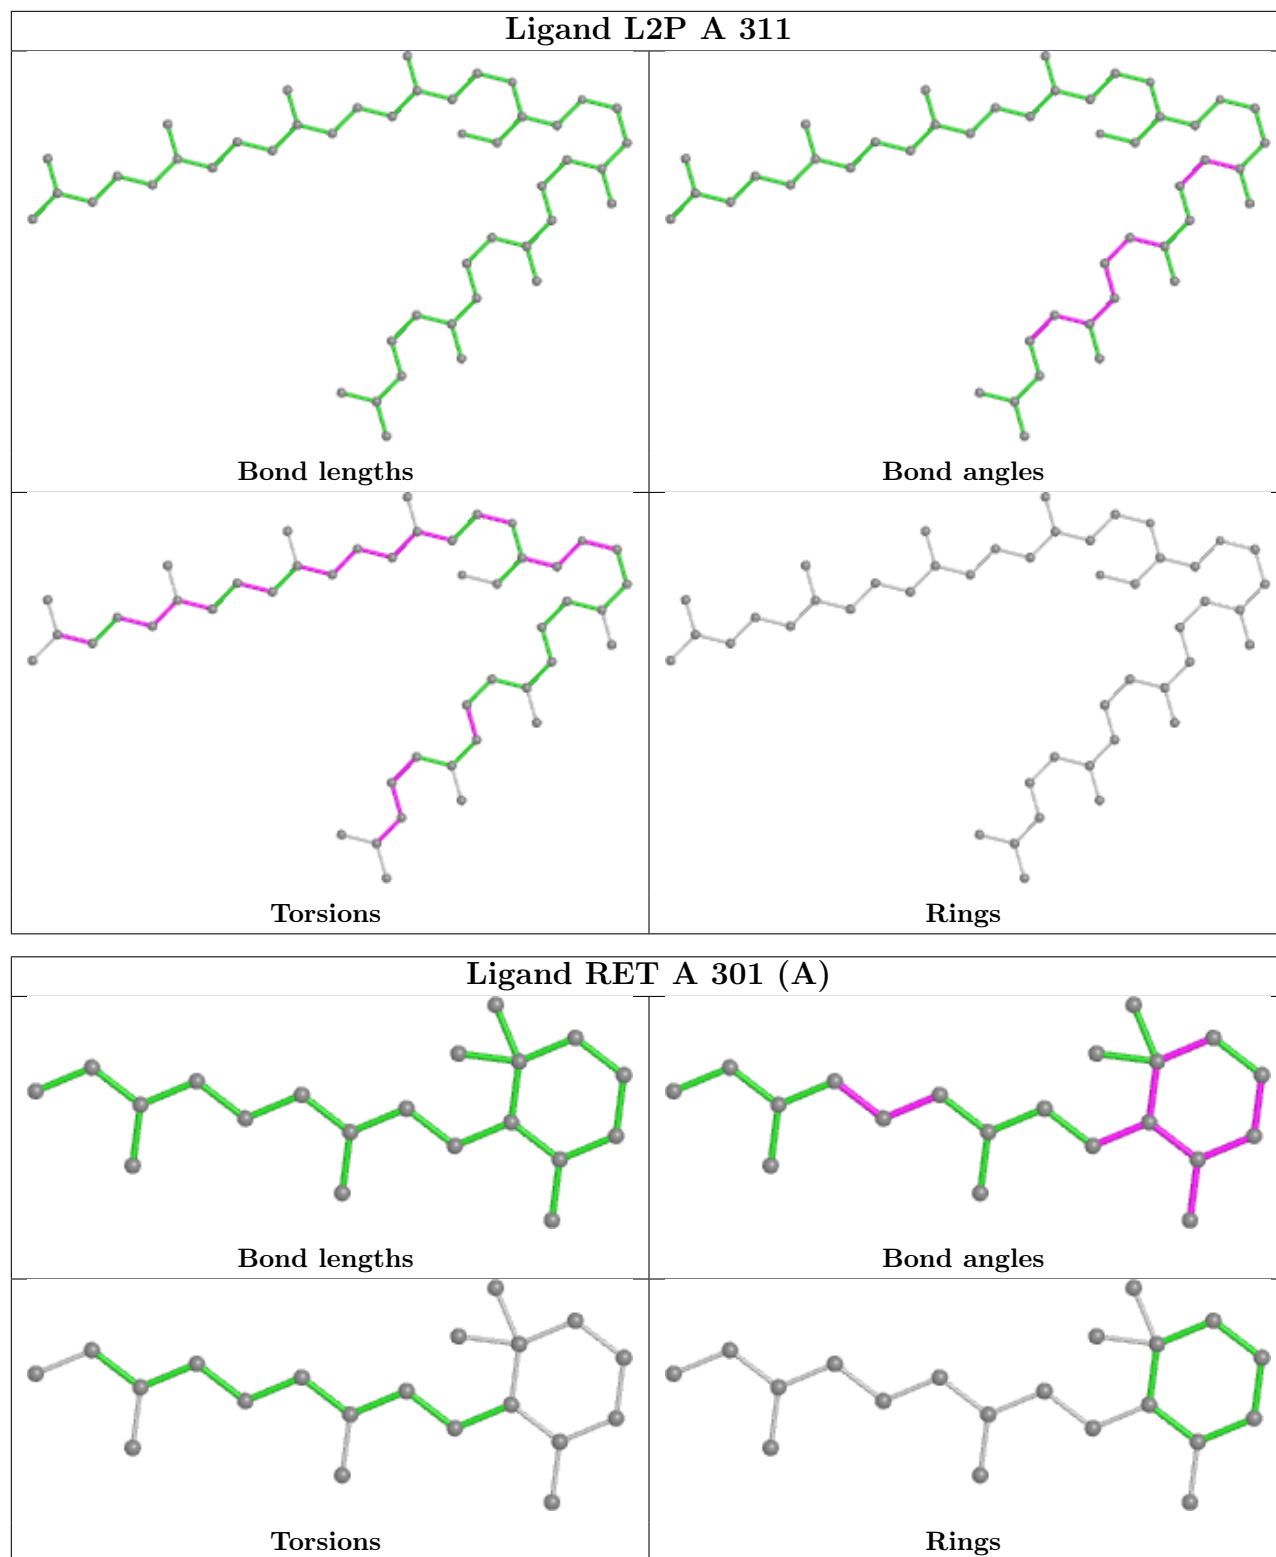 Ligand L2P A 311
Bond lengths
Bond angles
Torsions
Rings
Ligand RET A 301 (A)
Bond lengths
Bond angles
Torsions
Rings